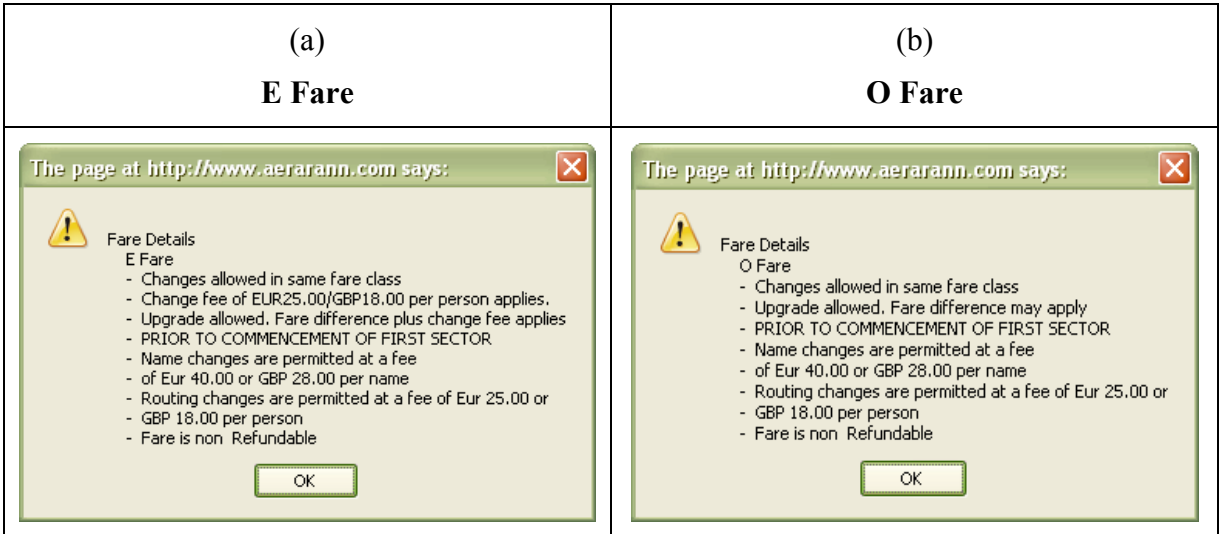 (a)
E Fare
(b)
O Fare
The page at http://www.aerarann.com says:
Fare Details
E Fare
- Changes allowed in same fare class
- Change fee of EUR25.00/GBP18.00 per person applies.
- Upgrade allowed. Fare difference plus change fee applies
- PRIOR TO COMMENCEMENT OF FIRST SECTOR
- Name changes are permitted at a fee
- of Eur 40.00 or GBP 28.00 per name
- Routing changes are permitted at a fee of Eur 25.00 or
- GBP 18.00 per person
- Fare is non  Refundable
OK
The page at http://www.aerarann.com says:
Fare Details
O Fare
- Changes allowed in same fare class
- Upgrade allowed. Fare difference may apply
- PRIOR TO COMMENCEMENT OF FIRST SECTOR
- Name changes are permitted at a fee
- of Eur 40.00 or GBP 28.00 per name
- Routing changes are permitted at a fee of Eur 25.00 or
- GBP 18.00 per person
- Fare is non  Refundable
OK